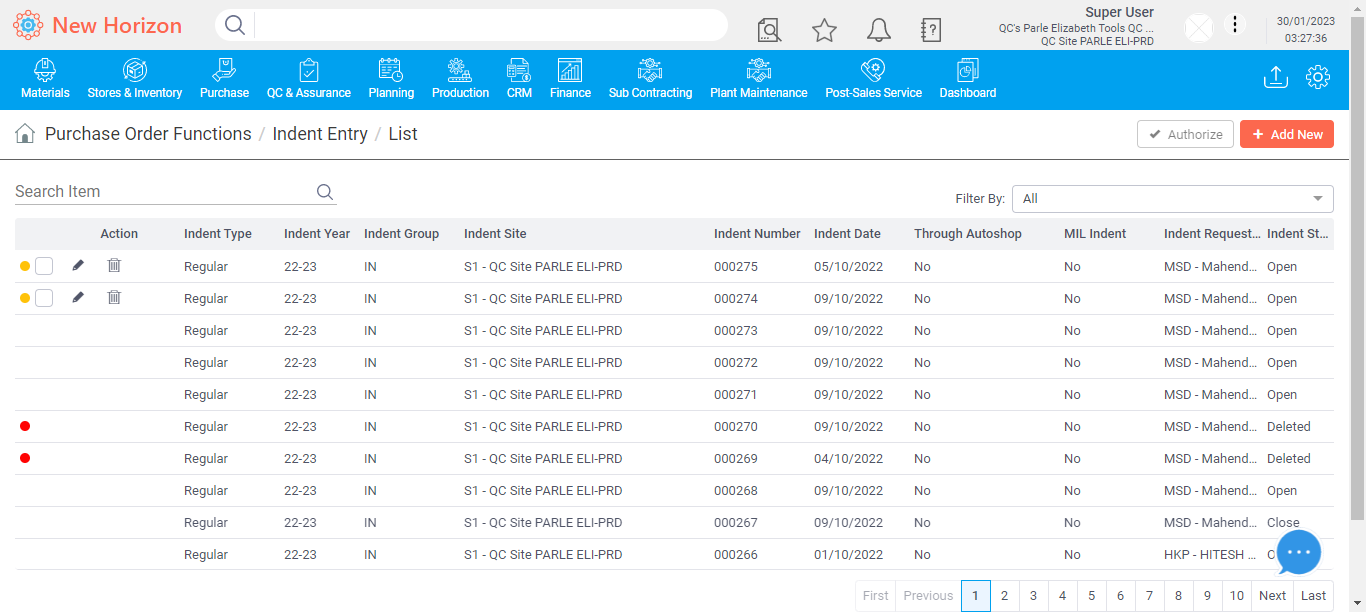 New Horizon
Super User
QC's Parle Elizabeth Tools QC ...
QC Site PARLE ELI-PRD
30/01/2023
03:27:36
Materials Stores & Inventory Purchase QC & Assurance Planning Production CRM Finance Sub Contracting Plant Maintenance Post-Sales Service Dashboard
Purchase Order Functions / Indent Entry / List Authorize + Add New
Search Item
Filter By: All
Action Indent Type Indent Year Indent Group Indent Site Indent Number Indent Date Through Autoshop MIL Indent Indent Request... Indent St...
Regular 22-23 IN S1 - QC Site PARLE ELI-PRD 000275 05/10/2022 No No MSD - Mahend... Open
Regular 22-23 IN S1 - QC Site PARLE ELI-PRD 000274 09/10/2022 No No MSD - Mahend... Open
Regular 22-23 IN S1 - QC Site PARLE ELI-PRD 000273 09/10/2022 No No MSD - Mahend... Open
Regular 22-23 IN S1 - QC Site PARLE ELI-PRD 000272 09/10/2022 No No MSD - Mahend... Open
Regular 22-23 IN S1 - QC Site PARLE ELI-PRD 000271 09/10/2022 No No MSD - Mahend... Open
Regular 22-23 IN S1 - QC Site PARLE ELI-PRD 000270 09/10/2022 No No MSD - Mahend... Deleted
Regular 22-23 IN S1 - QC Site PARLE ELI-PRD 000269 04/10/2022 No No MSD - Mahend... Deleted
Regular 22-23 IN S1 - QC Site PARLE ELI-PRD 000268 09/10/2022 No No MSD - Mahend... Open
Regular 22-23 IN S1 - QC Site PARLE ELI-PRD 000267 09/10/2022 No No MSD - Mahend... Close
Regular 22-23 IN S1 - QC Site PARLE ELI-PRD 000266 01/10/2022 No No HKP - HITESH ...
First Previous 1 2 3 4 5 6 7 8 9 10 Next Last